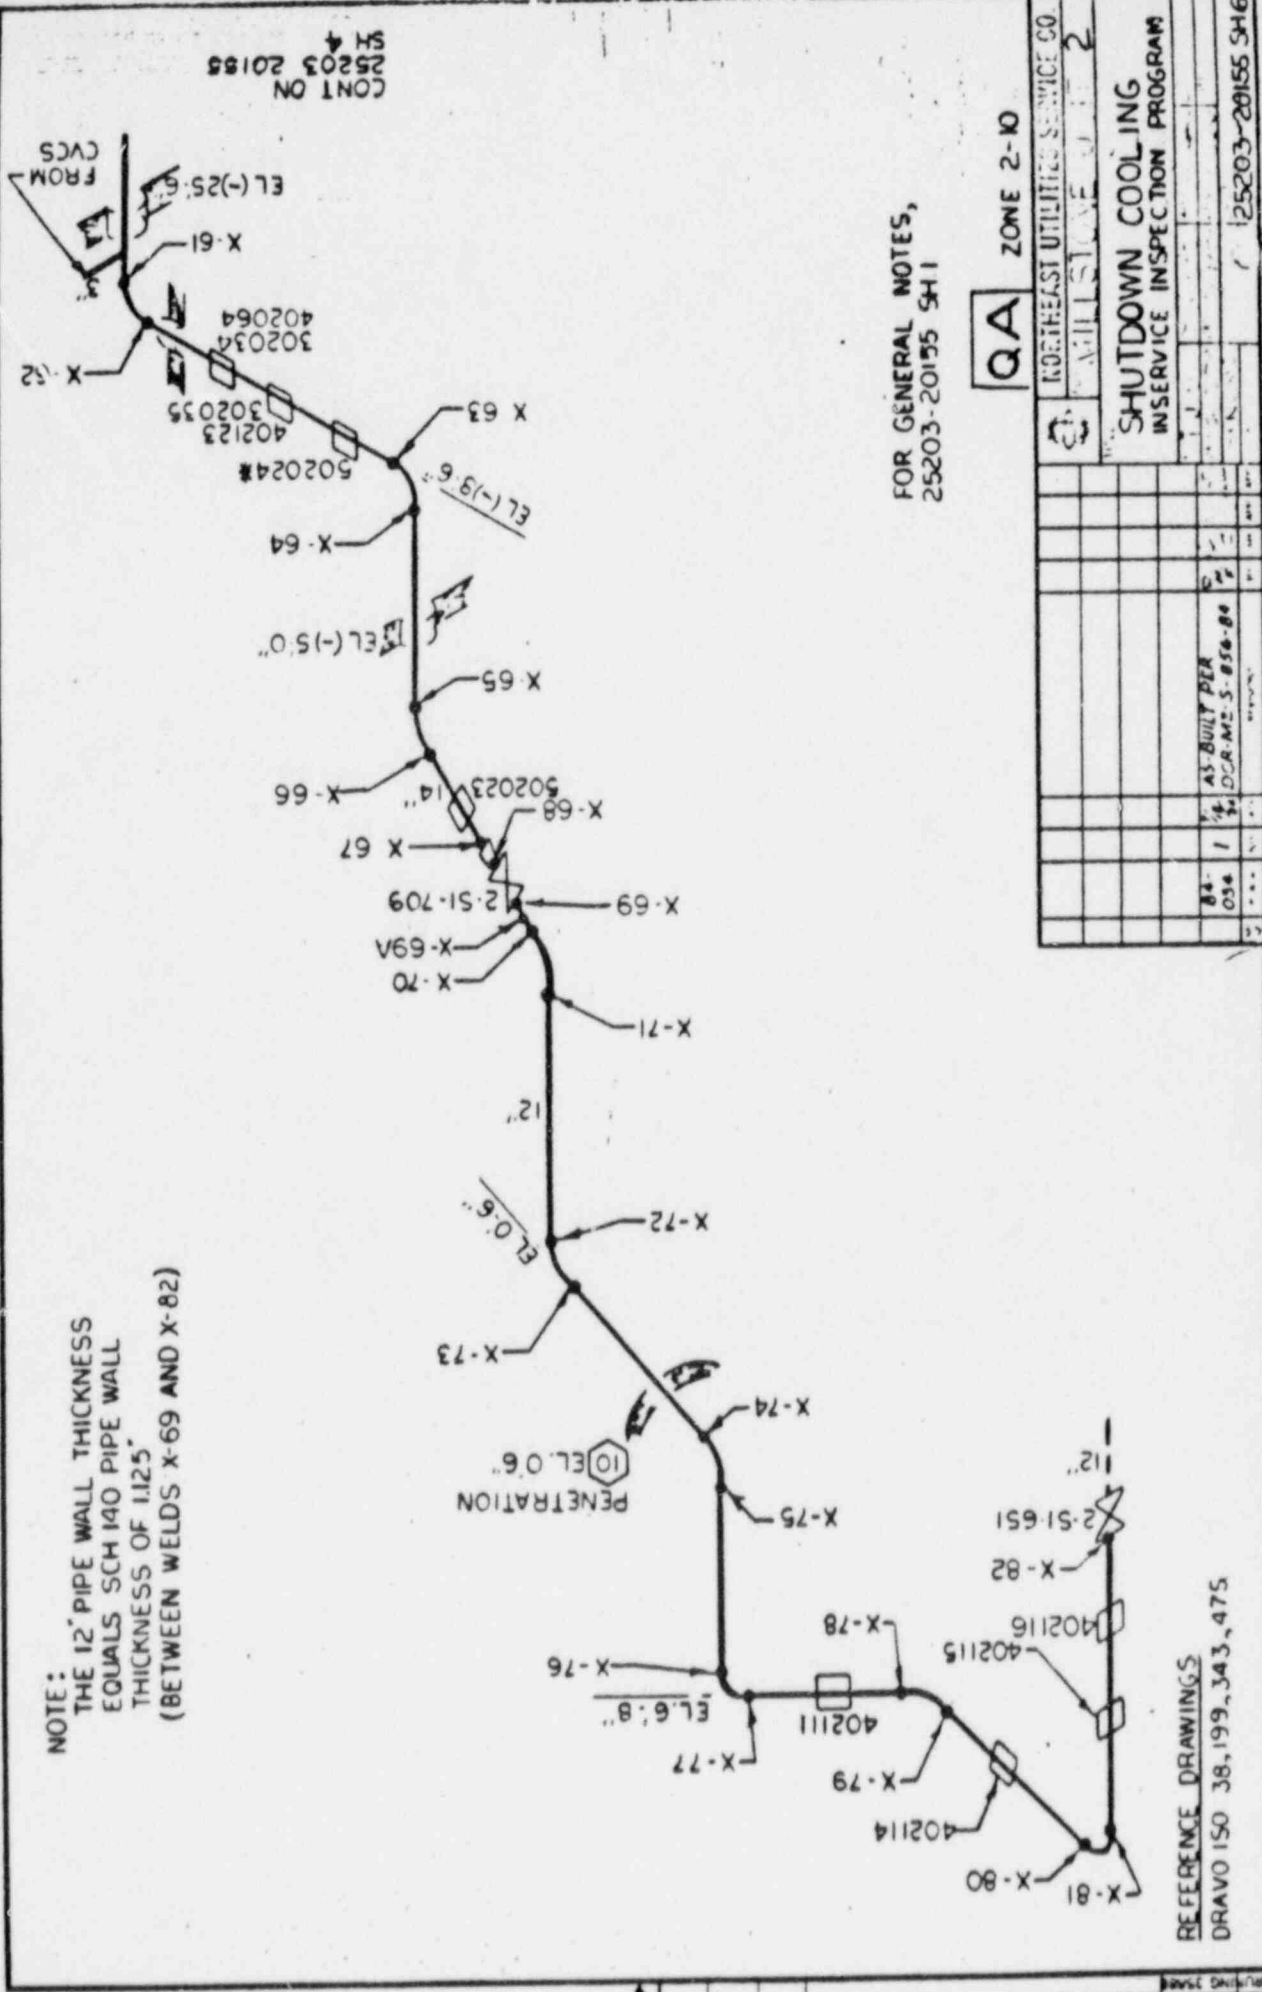 NOTE:
THE 12" PIPE WALL THICKNESS
EQUALS SCH 140 PIPE WALL
THICKNESS OF 1.125"
(BETWEEN WELDS X-69 AND X-82)
CONT ON
25203 20155
SH 4
FROM
CVCS
EL (-)25'6"
X-61
402064
302034
302035
402123
502024
X 63
EL (-)3'6"
X-64
EL (-)5'0"
X-65
X-66
14"
502023
X-68
X 67
2-SI-709
X-69
X-69A
X-70
X-71
12"
EL 0'6"
X-72
X-73
X-74
PENETRATION
10 EL. 0'6"
X-75
X-76
EL. 6'-8"
X-77
402111
X-78
X-79
402114
X-80
X-81
402115
402116
X-82
2-SI-651
12"
REFERENCE DRAWINGS
DRAVO ISO 38,199,343,475
FOR GENERAL NOTES,
25203-20155 SH.1
QA ZONE 2-10
NORTHEAST UTILITIES SERVICE CO.
MILLSTONE 2
SHUTDOWN COOLING
INSERVICE INSPECTION PROGRAM
25203-20155 SH6
AS-BUILT PER